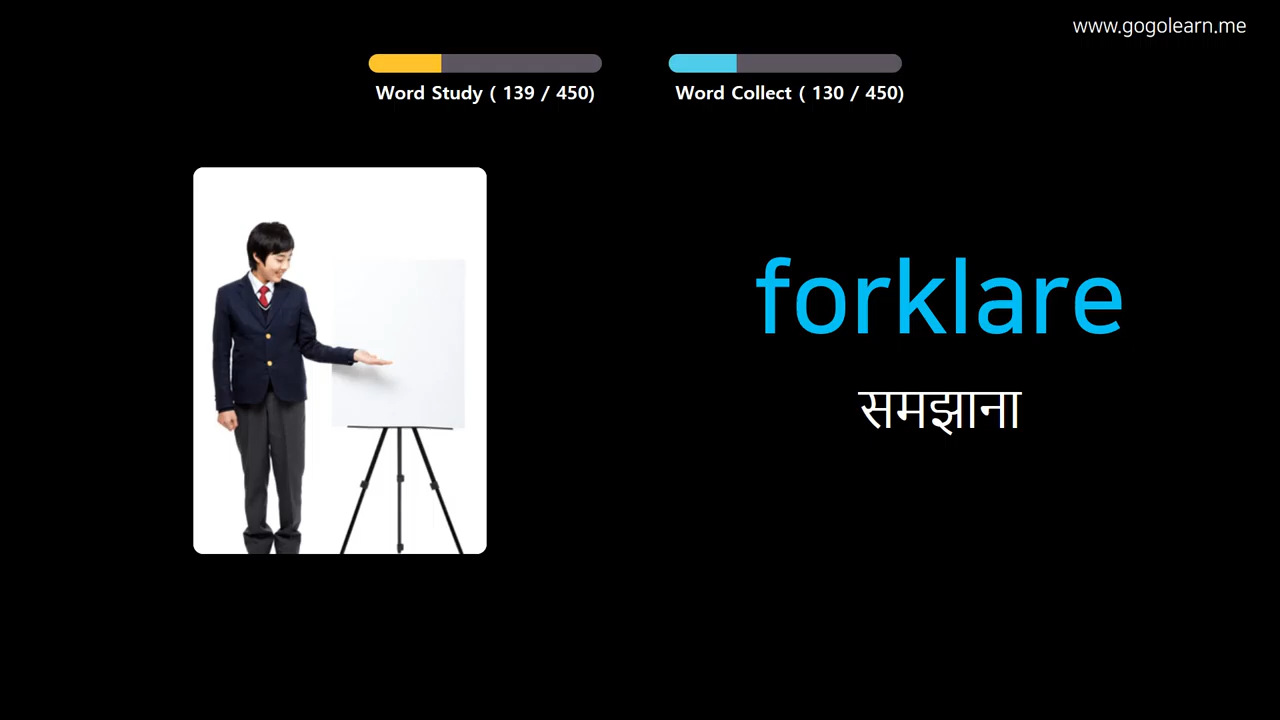 www.gogolearn.me
Word Study ( 139 / 450)
Word Collect ( 130 / 450)
forklare
समझाना